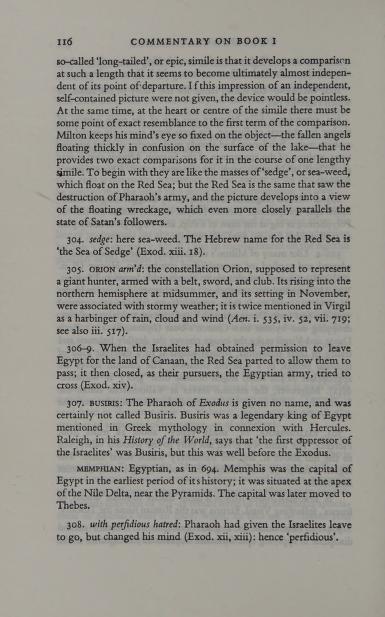 116 COMMENTARY ON BOOK I
so-called ‘long-tailed’, or epic, simile is that it develops a comparison
at such a length that it seems to become ultimately almost indepen-
dent of its point of departure. If this impression of an independent,
self-contained picture were not given, the device would be pointless.
At the same time, at the heart or centre of the simile there must be
some point of exact resemblance to the first term of the comparison.
Milton keeps his mind’s eye so fixed on the object—the fallen angels
floating thickly in confusion on the surface of the lake—that he
provides two exact comparisons for it in the course of one lengthy
simile. To begin with they are like the masses of ‘sedge’, or sea-weed,
which float on the Red Sea; but the Red Sea is the same that saw the
destruction of Pharaoh’s army, and the picture develops into a view
of the floating wreckage, which even more closely parallels the
state of Satan’s followers.
304. sedge: here sea-weed. The Hebrew name for the Red Sea is
‘the Sea of Sedge’ (Exod. xiii. 18).
305. ORION arm’d: the constellation Orion, supposed to represent
a giant hunter, armed with a belt, sword, and club. Its rising into the
northern hemisphere at midsummer, and its setting in November,
were associated with stormy weather; it is twice mentioned in Virgil
as a harbinger of rain, cloud and wind (Aen. i. 535, iv. 52, vii. 719;
see also iii. 517).
306–9. When the Israelites had obtained permission to leave
Egypt for the land of Canaan, the Red Sea parted to allow them to
pass; it then closed, as their pursuers, the Egyptian army, tried to
cross (Exod. xiv).
307. BUSIRIS: The Pharaoh of Exodus is given no name, and was
certainly not called Busiris. Busiris was a legendary king of Egypt
mentioned in Greek mythology in connexion with Hercules.
Raleigh, in his History of the World, says that ‘the first oppressor of
the Israelites’ was Busiris, but this was well before the Exodus.
MEMPHIAN: Egyptian, as in 694. Memphis was the capital of
Egypt in the earliest period of its history; it was situated at the apex
of the Nile Delta, near the Pyramids. The capital was later moved to
Thebes.
308. with perfidious hatred: Pharaoh had given the Israelites leave
to go, but changed his mind (Exod. xii, xiii): hence ‘perfidious’.